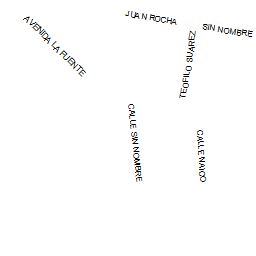 AVENIDA LA FUENTE
JUAN ROCHA
SIN NOMBRE
TEOFILO SUAREZ
CALLE SIN NOMBRE
CALLE NAICO